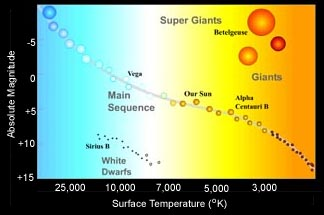 Super Giants
Betelgeuse
-5
Giants
Vega
0
Our Sun
Alpha
Centauri B
Main
Sequence
+5
Sirius B
+10
White
Dwarfs
+15
Absolute Magnitude
25,000 10,000 7,000 5,000 3,000
Surface Temperature (°K)